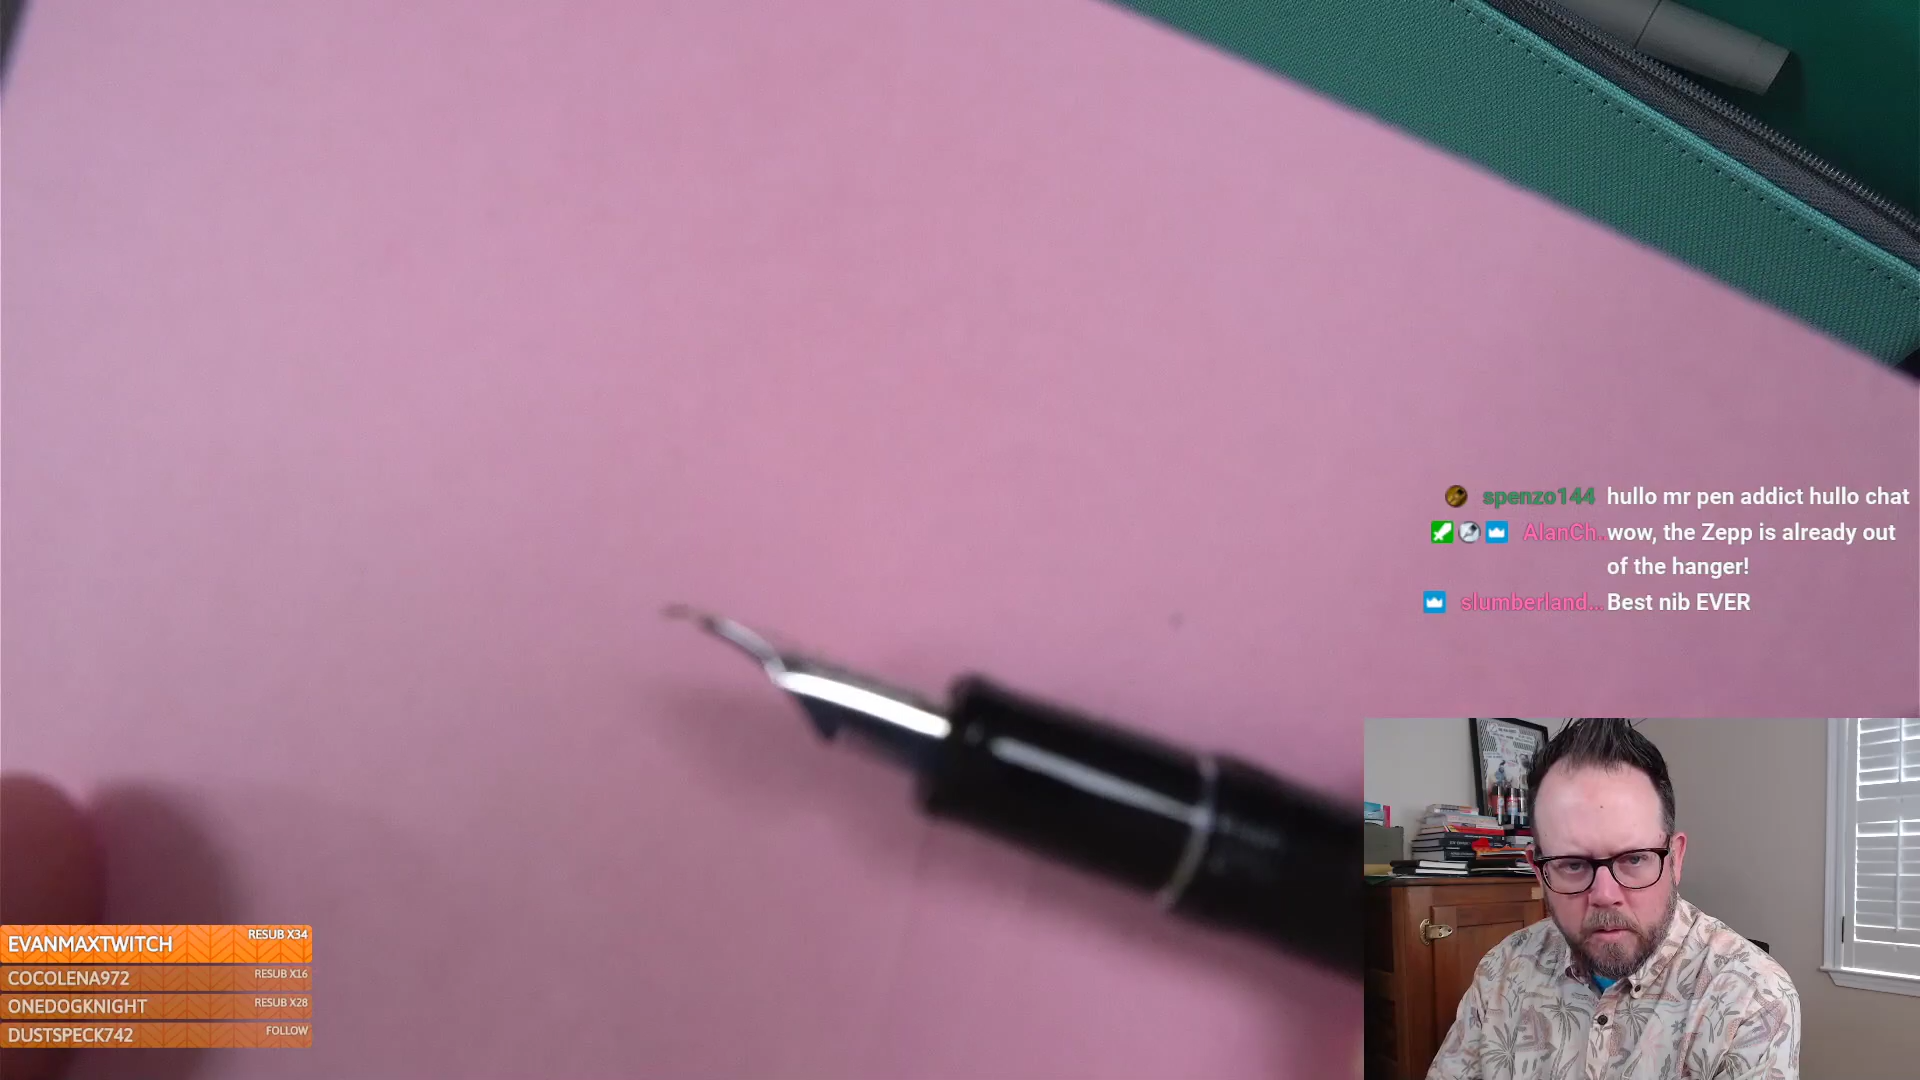 spenzo144 hullo mr pen addict hullo chat
AlanCh.. wow, the Zepp is already out
of the hanger!
slumberland... Best nib EVER
EVANMAXTWITCH RESUB X34
COCOLENA972 RESUB X16
ONEDOGKNIGHT RESUB X28
DUSTSPECK742 FOLLOW